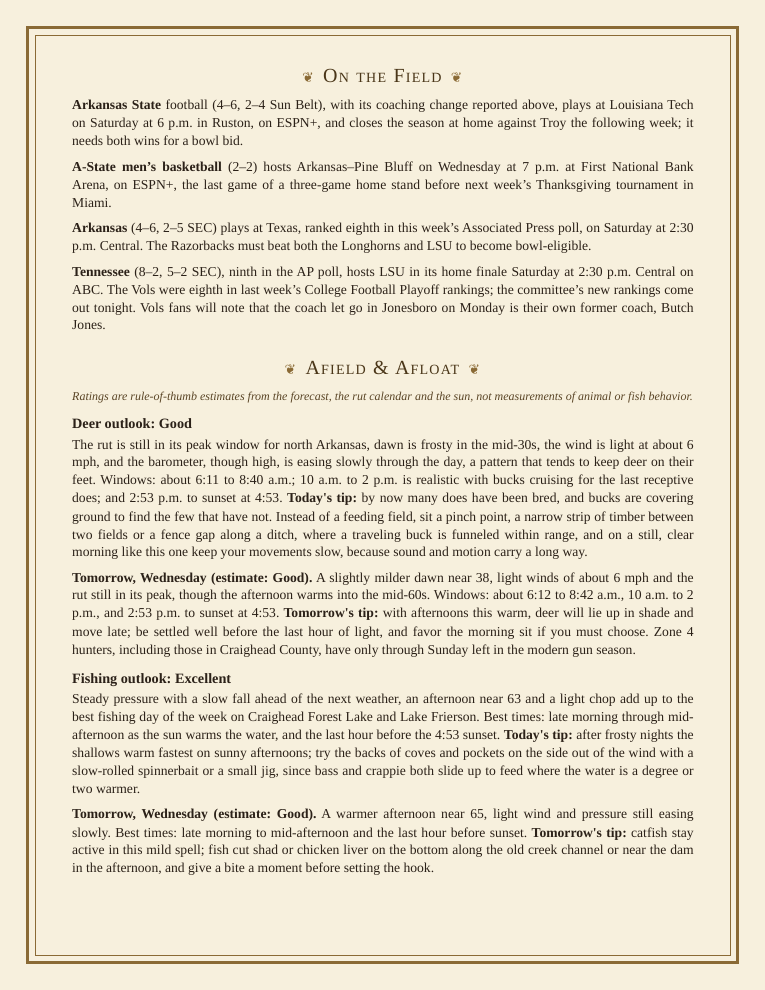 ❦ On the Field ❦
Arkansas State football (4–6, 2–4 Sun Belt), with its coaching change reported above, plays at Louisiana Tech
on Saturday at 6 p.m. in Ruston, on ESPN+, and closes the season at home against Troy the following week; it
needs both wins for a bowl bid.
A-State men’s basketball (2–2) hosts Arkansas–Pine Bluff on Wednesday at 7 p.m. at First National Bank
Arena, on ESPN+, the last game of a three-game home stand before next week’s Thanksgiving tournament in
Miami.
Arkansas (4–6, 2–5 SEC) plays at Texas, ranked eighth in this week’s Associated Press poll, on Saturday at 2:30
p.m. Central. The Razorbacks must beat both the Longhorns and LSU to become bowl-eligible.
Tennessee (8–2, 5–2 SEC), ninth in the AP poll, hosts LSU in its home finale Saturday at 2:30 p.m. Central on
ABC. The Vols were eighth in last week’s College Football Playoff rankings; the committee’s new rankings come
out tonight. Vols fans will note that the coach let go in Jonesboro on Monday is their own former coach, Butch
Jones.
❦ Afield & Afloat ❦
Ratings are rule-of-thumb estimates from the forecast, the rut calendar and the sun, not measurements of animal or fish behavior.
Deer outlook: Good
The rut is still in its peak window for north Arkansas, dawn is frosty in the mid-30s, the wind is light at about 6
mph, and the barometer, though high, is easing slowly through the day, a pattern that tends to keep deer on their
feet. Windows: about 6:11 to 8:40 a.m.; 10 a.m. to 2 p.m. is realistic with bucks cruising for the last receptive
does; and 2:53 p.m. to sunset at 4:53. Today's tip: by now many does have been bred, and bucks are covering
ground to find the few that have not. Instead of a feeding field, sit a pinch point, a narrow strip of timber between
two fields or a fence gap along a ditch, where a traveling buck is funneled within range, and on a still, clear
morning like this one keep your movements slow, because sound and motion carry a long way.
Tomorrow, Wednesday (estimate: Good). A slightly milder dawn near 38, light winds of about 6 mph and the
rut still in its peak, though the afternoon warms into the mid-60s. Windows: about 6:12 to 8:42 a.m., 10 a.m. to 2
p.m., and 2:53 p.m. to sunset at 4:53. Tomorrow's tip: with afternoons this warm, deer will lie up in shade and
move late; be settled well before the last hour of light, and favor the morning sit if you must choose. Zone 4
hunters, including those in Craighead County, have only through Sunday left in the modern gun season.
Fishing outlook: Excellent
Steady pressure with a slow fall ahead of the next weather, an afternoon near 63 and a light chop add up to the
best fishing day of the week on Craighead Forest Lake and Lake Frierson. Best times: late morning through mid-
afternoon as the sun warms the water, and the last hour before the 4:53 sunset. Today's tip: after frosty nights the
shallows warm fastest on sunny afternoons; try the backs of coves and pockets on the side out of the wind with a
slow-rolled spinnerbait or a small jig, since bass and crappie both slide up to feed where the water is a degree or
two warmer.
Tomorrow, Wednesday (estimate: Good). A warmer afternoon near 65, light wind and pressure still easing
slowly. Best times: late morning to mid-afternoon and the last hour before sunset. Tomorrow's tip: catfish stay
active in this mild spell; fish cut shad or chicken liver on the bottom along the old creek channel or near the dam
in the afternoon, and give a bite a moment before setting the hook.